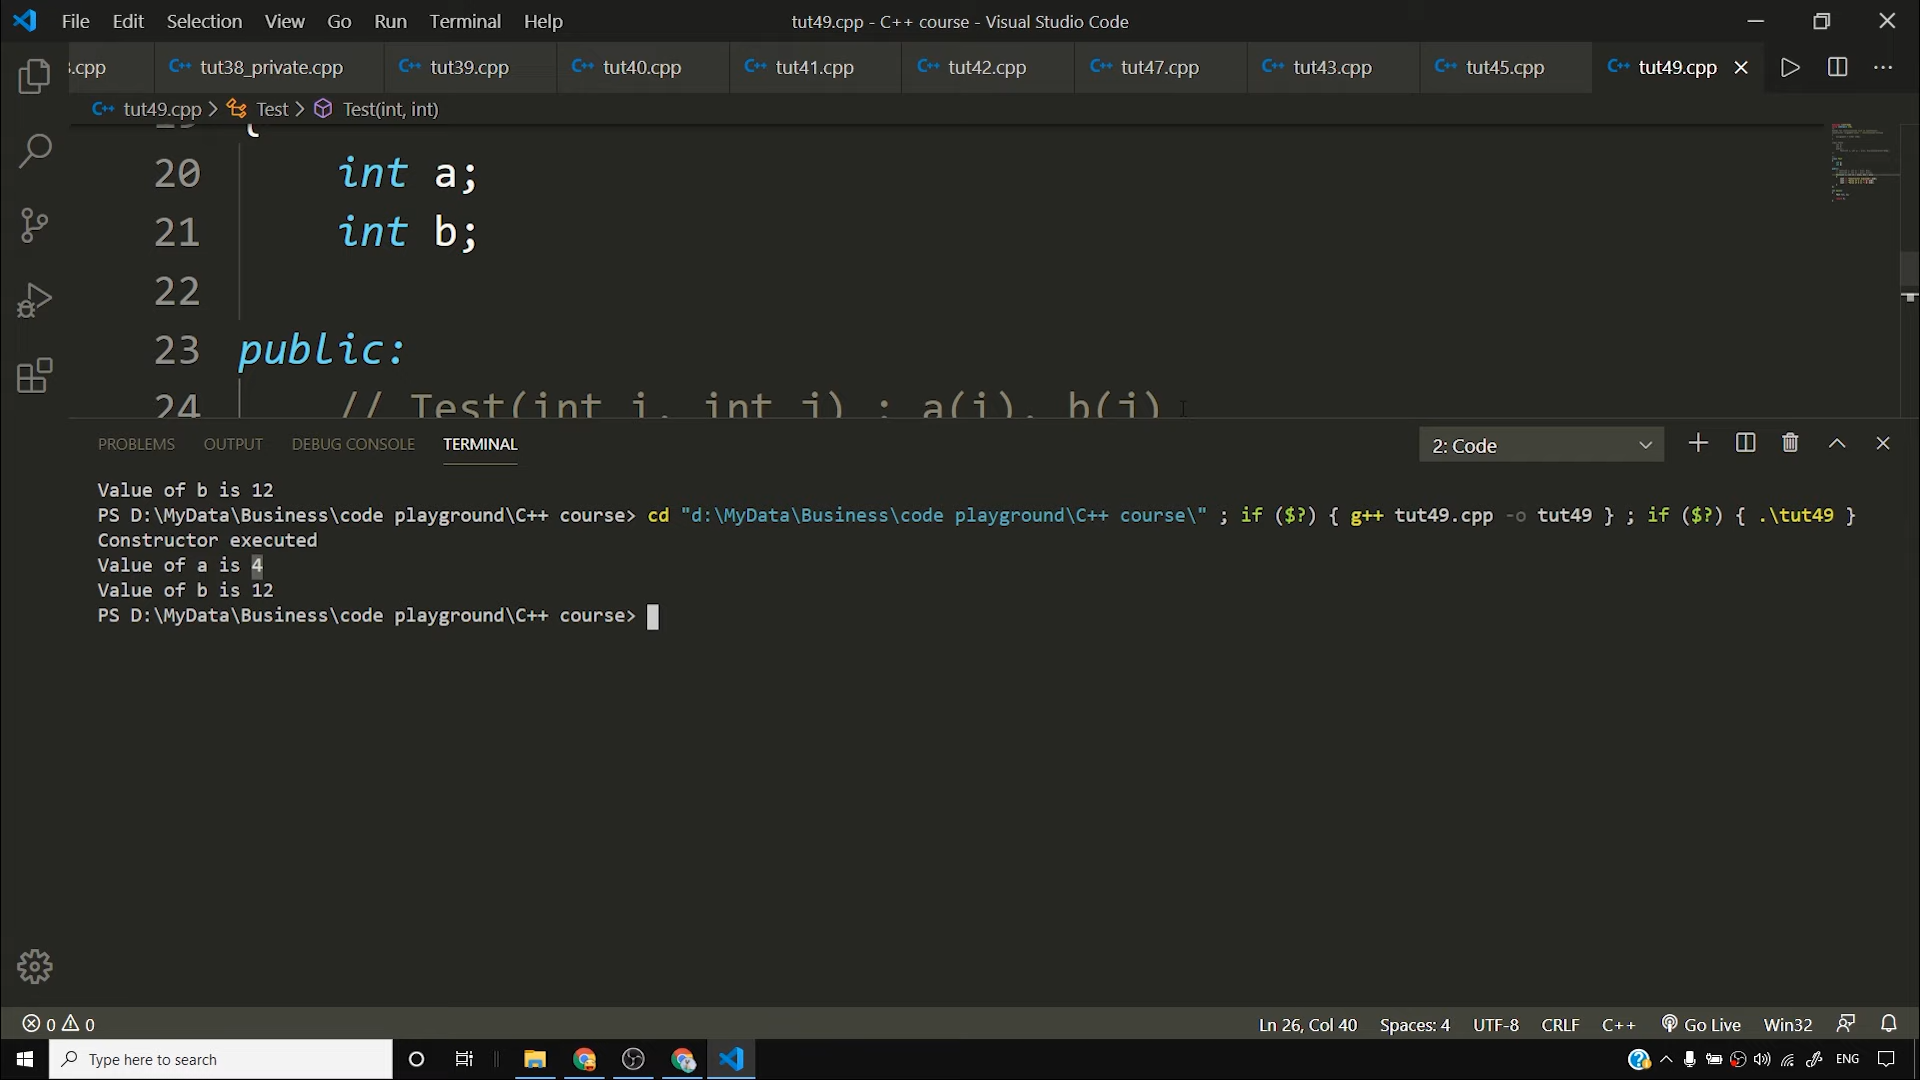 File Edit Selection View Go Run Terminal Help
tut49.cpp - C++ course - Visual Studio Code
.cpp
tut38_private.cpp
tut39.cpp
tut40.cpp
tut41.cpp
tut42.cpp
tut47.cpp
tut43.cpp
tut45.cpp
tut49.cpp
tut49.cpp > Test > Test(int, int)
{
20 int a;
21 int b;
22
23 public:
24 // Test(int i, int j) : a(i), b(j)
PROBLEMS OUTPUT DEBUG CONSOLE TERMINAL
2: Code
Value of b is 12
PS D:\MyData\Business\code playground\C++ course> cd "d:\MyData\Business\code playground\C++ course\" ; if ($?) { g++ tut49.cpp -o tut49 } ; if ($?) { .\tut49 }
Constructor executed
Value of a is 4
Value of b is 12
PS D:\MyData\Business\code playground\C++ course>
0 0
Ln 26, Col 40 Spaces: 4 UTF-8 CRLF C++ Go Live Win32
Type here to search
ENG